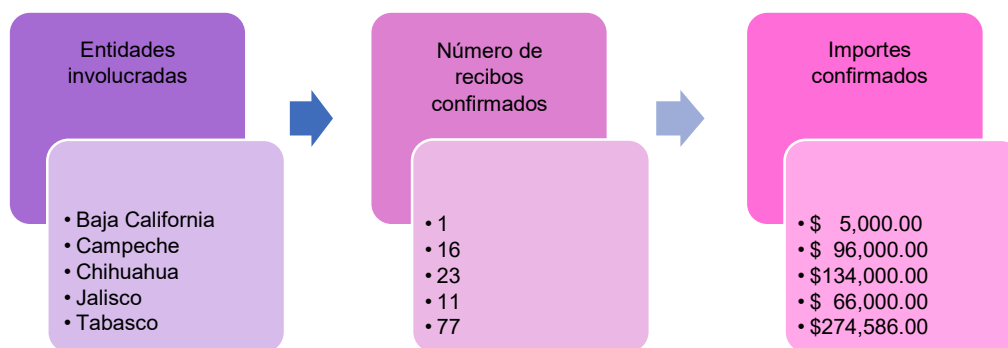 Entidades
involucradas
• Baja California
• Campeche
• Chihuahua
• Jalisco
• Tabasco
Número de
recibos
confirmados
• 1
• 16
• 23
• 11
• 77
Importes
confirmados
• $ 5,000.00
• $ 96,000.00
• $134,000.00
• $ 66,000.00
• $274,586.00